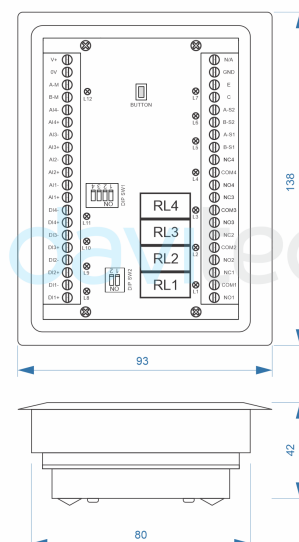 V+
0V
A-M
B-M
AI4-
AI4+
AI3-
AI3+
AI2-
AI2+
AI1-
AI1+
DI4-
DI4+
DI3-
DI3+
DI2-
DI2+
DI1-
DI1+
L12
BUTTON
DIP SW1
NO
L11
L10
L9
L8
1 2
NO
DIP SW2
RL4
RL3
RL2
RL1
L7
L6
L5
L4
L3
L2
L1
N/A
GND
E
C
A-S2
B-S2
A-S1
B-S1
NC4
COM4
NO4
NC3
COM3
NO3
NC2
COM2
NO2
NC1
COM1
NO1
138
93
42
80